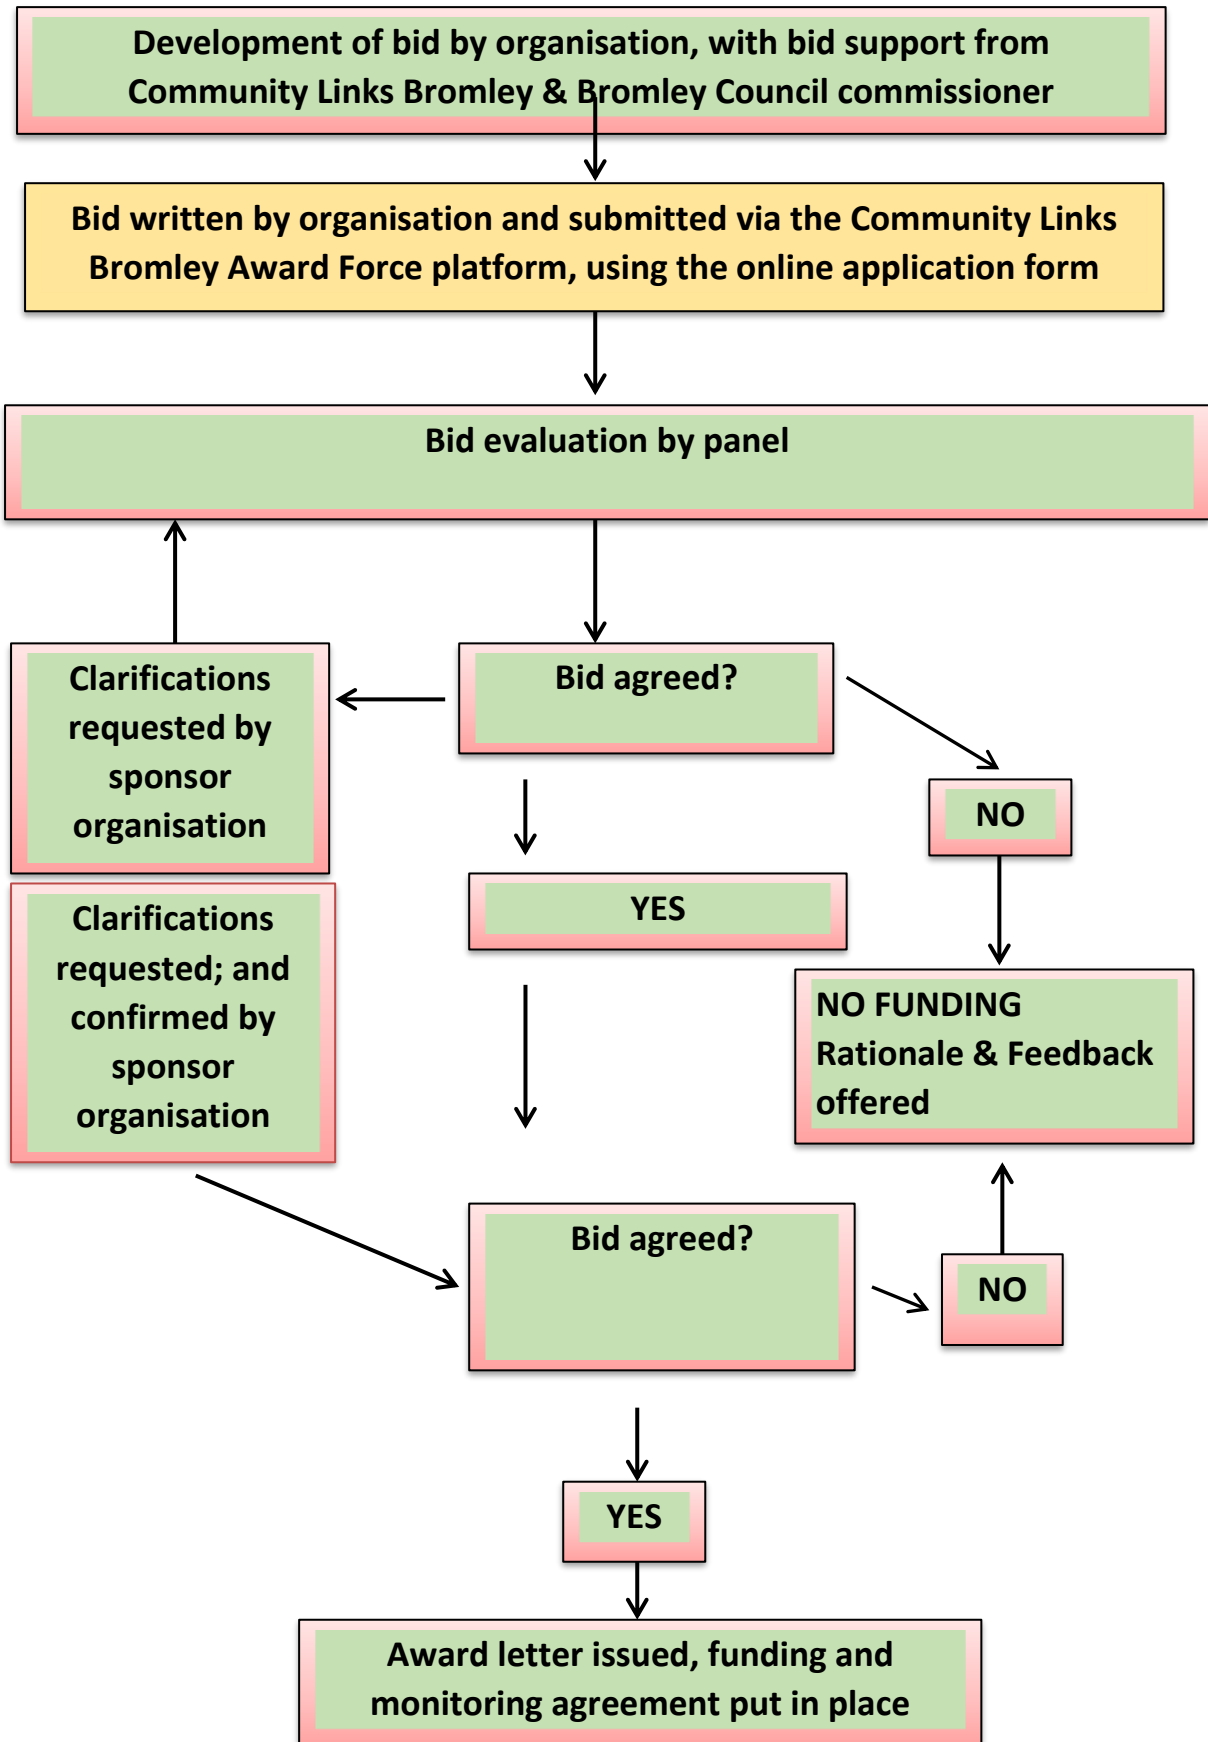 Development of bid by organisation, with bid support from
Community Links Bromley & Bromley Council commissioner
Bid written by organisation and submitted via the Community Links
Bromley Award Force platform, using the online application form
Bid evaluation by panel
Clarifications
requested by
sponsor
organisation
Bid agreed?
NO
Clarifications
requested; and
confirmed by
sponsor
organisation
YES
NO FUNDING
Rationale & Feedback
offered
Bid agreed?
NO
YES
Award letter issued, funding and
monitoring agreement put in place